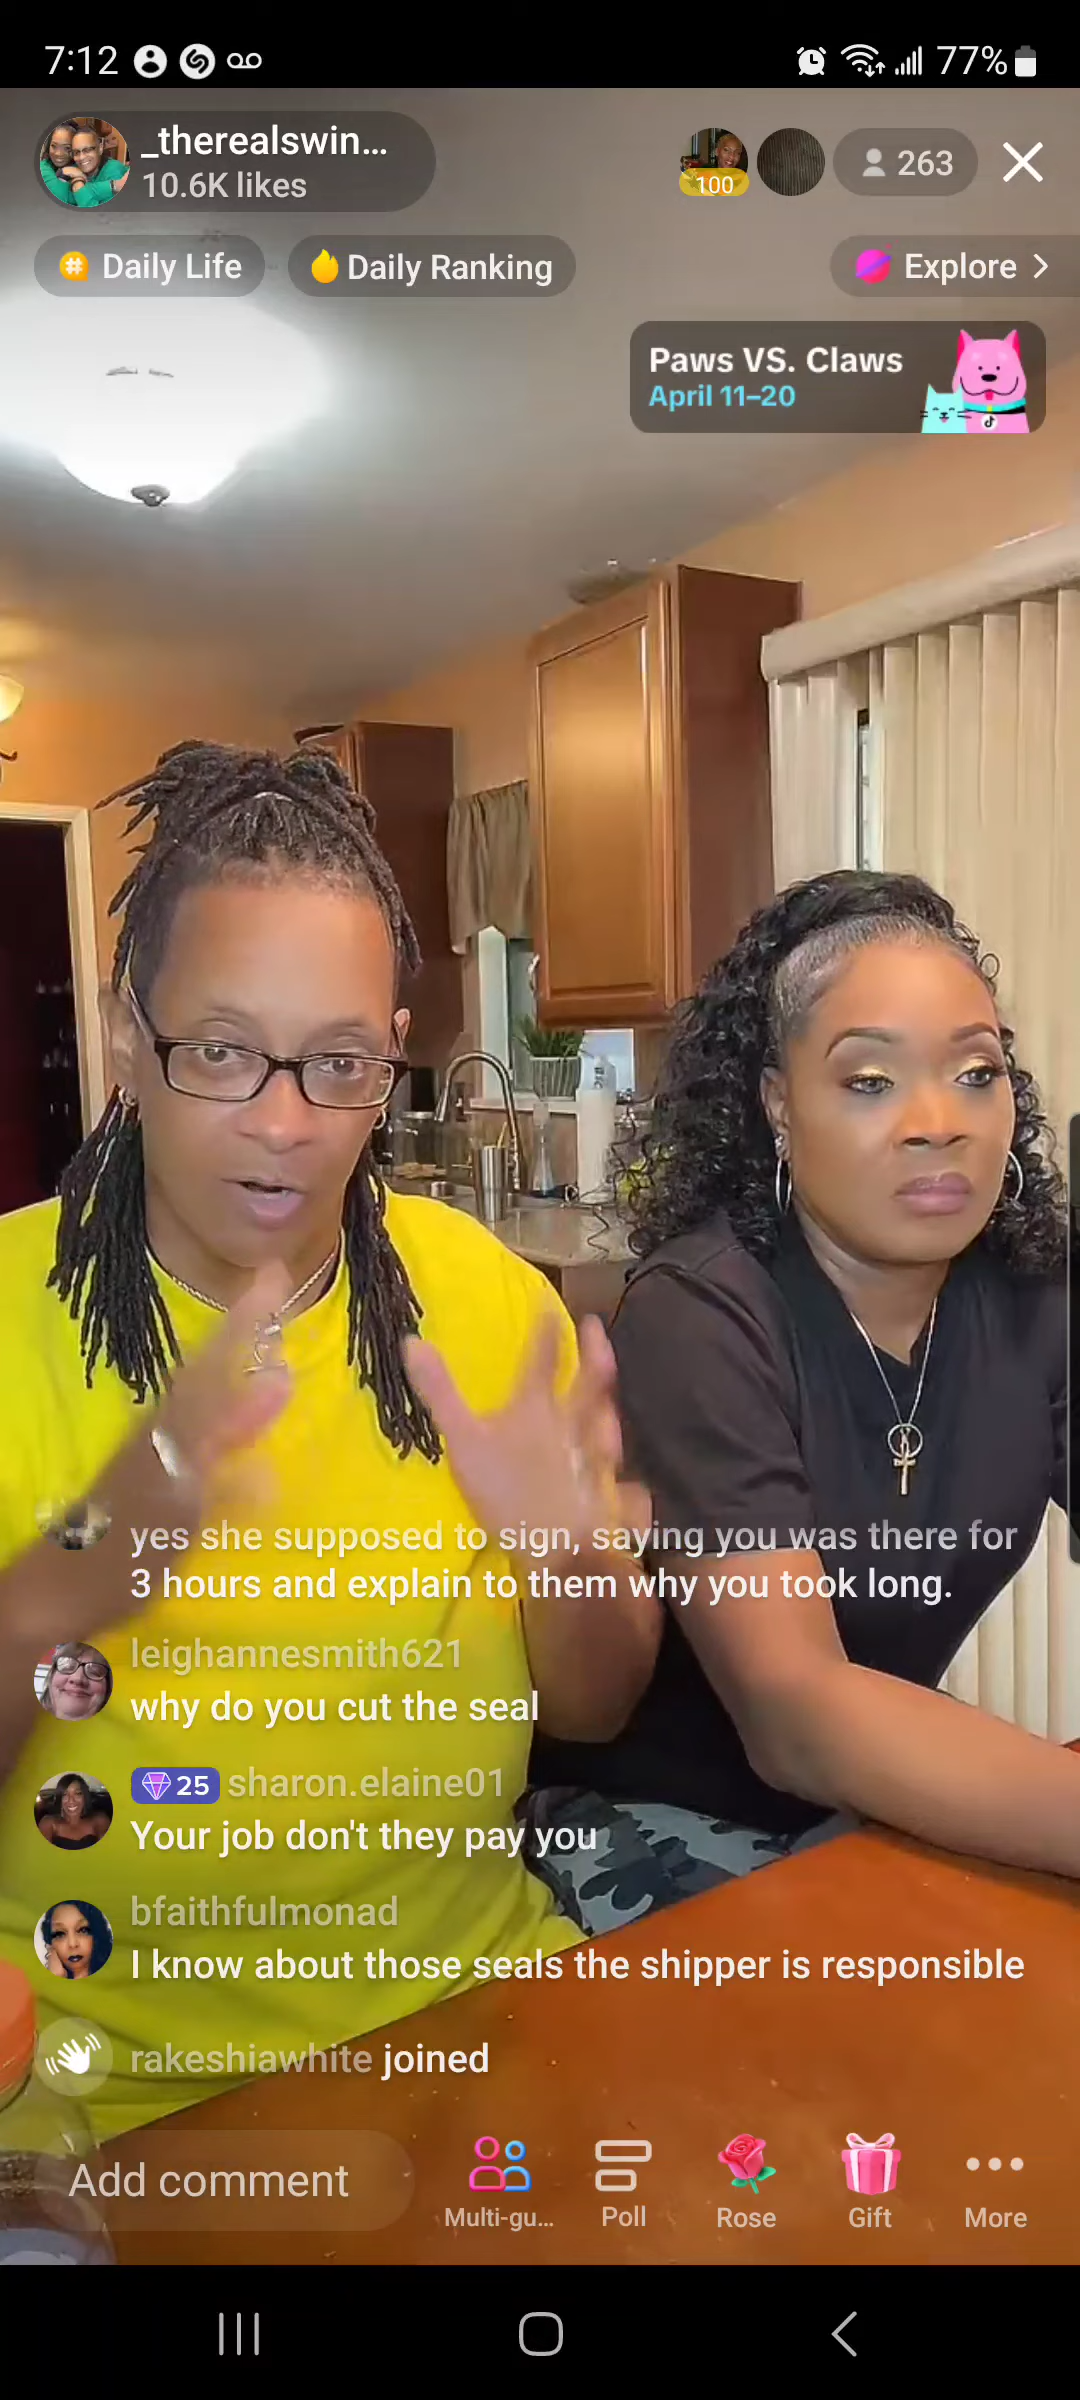 7:12
77%
_therealswin...
10.6K likes
100
263
Daily Life
Daily Ranking
Explore
Paws VS. Claws
April 11–20
yes she supposed to sign, saying you was there for
3 hours and explain to them why you took long.
leighannesmith621
why do you cut the seal
25 sharon.elaine01
Your job don't they pay you
bfaithfulmonad
I know about those seals the shipper is responsible
rakeshiawhite joined
Add comment
Multi-gu...
Poll
Rose
Gift
More